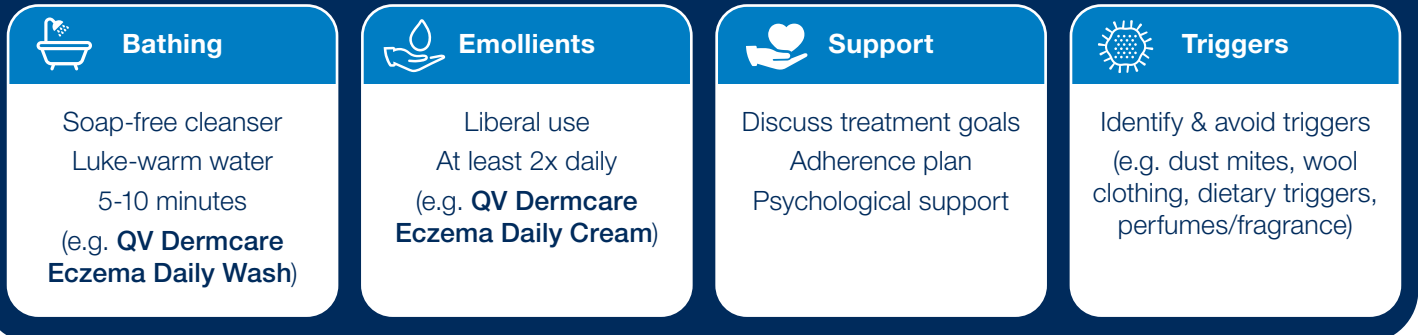 Bathing
Soap-free cleanser
Luke-warm water
5-10 minutes
(e.g. QV Dermcare
Eczema Daily Wash)
Emollients
Liberal use
At least 2x daily
(e.g. QV Dermcare
Eczema Daily Cream)
Support
Discuss treatment goals
Adherence plan
Psychological support
Triggers
Identify & avoid triggers
(e.g. dust mites, wool
clothing, dietary triggers,
perfumes/fragrance)